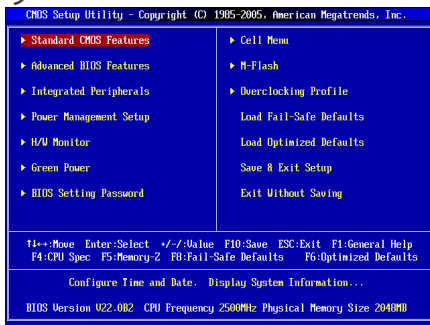 CMOS Setup Utility - Copyright (C) 1985-2005, American Megatrends, Inc.
▶ Standard CMOS Features
▶ Advanced BIOS Features
▶ Integrated Peripherals
▶ Power Management Setup
▶ H/W Monitor
▶ Green Power
▶ BIOS Setting Password
▶ Cell Menu
▶ M-Flash
▶ Overclocking Profile
Load Fail-Safe Defaults
Load Optimized Defaults
Save & Exit Setup
Exit Without Saving
↑↓←→:Move Enter:Select +/-/:Value F10:Save ESC:Exit F1:General Help
F4:CPU Spec F5:Memory-Z F8:Fail-Safe Defaults F6:Optimized Defaults
Configure Time and Date. Display System Information...
BIOS Version V22.0B2 CPU Frequency 2500MHz Physical Memory Size 2048MB